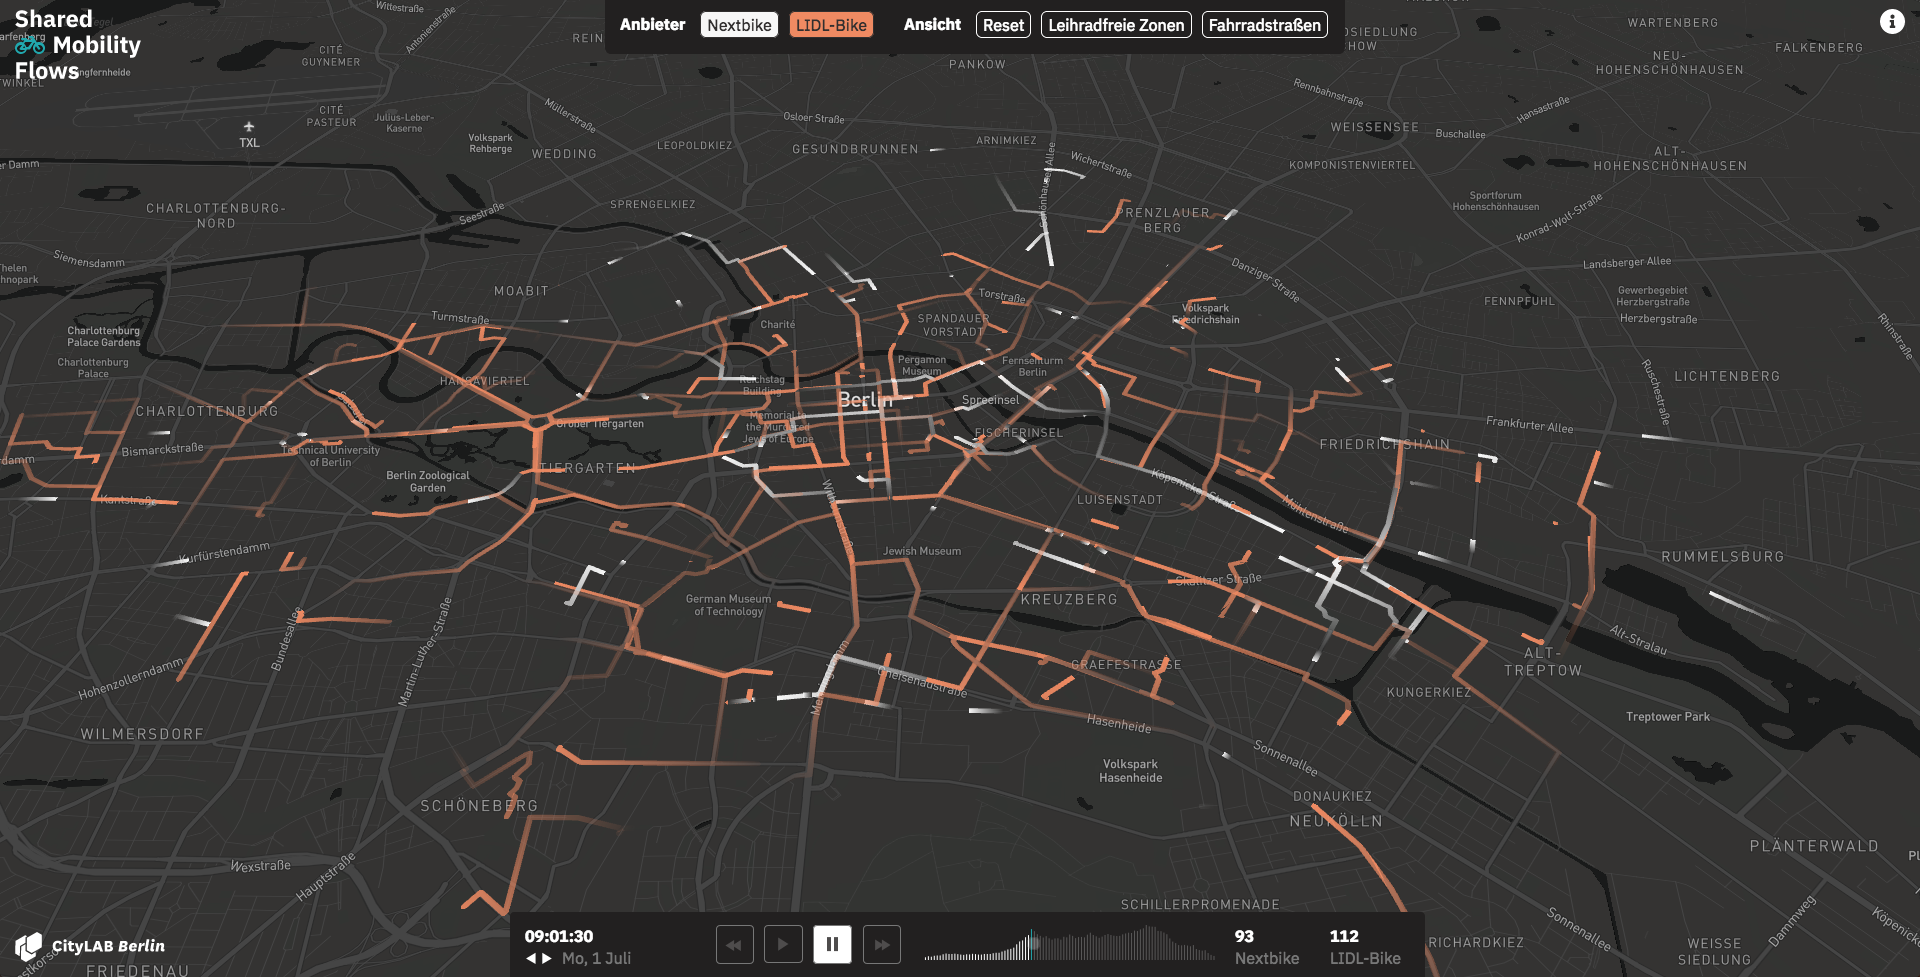 Shared
Mobility
Flows
Anbieter Nextbike LIDL-Bike Ansicht Reset Leihradfreie Zonen Fahrradstraßen
Wittestraße
Antonienstraße
CITÉ
GUYNEMER
CITÉ
PASTEUR
Julius-Leber-
Kaserne
TXL
Müllerstraße
Volkspark
Rehberge
WEDDING
LEOPOLDKIEZ
Osloer Straße
GESUNDBRUNNEN
PANKOW
ARNIMKIEZ
Wichertstraße
Schönhauser Allee
Rennbahnstraße
WEISSENSEE
Buschallee
Hansastraße
WARTENBERG
FALKENBERG
NEU-
HOHENSCHÖNHAUSEN
ALT-
HOHENSCHÖNHAUSEN
KOMPONISTENVIERTEL
Sportforum
Hohenschönhausen
Konrad-Wolf-Straße
CHARLOTTENBURG-
NORD
Seestraße
SPRENGELKIEZ
PRENZLAUER
BERG
Siemensdamm
MOABIT
Turmstraße
Danziger Straße
Landsberger Allee
Gewerbegebiet
Herzbergstraße
Herzbergstraße
FENNPFUHL
Rhinstraße
Charlottenburg
Palace Gardens
Charlottenburg
Palace
Charité
SPANDAUER
VORSTADT
Torstraße
Volkspark
Friedrichshain
HANSAVIERTEL
Reichstag
Building
Pergamon
Museum
Fernsehturm
Berlin
Ruschestraße
LICHTENBERG
CHARLOTTENBURG
Bismarckstraße
Technical University
of Berlin
Großer Tiergarten
Memorial to
the Murdered
Jews of Europe
Berlin
Spreeinsel
FISCHERINSEL
FRIEDRICHSHAIN
Frankfurter Allee
Berlin Zoological
Garden
TIERGARTEN
Kantstraße
Wilhelmstraße
LUISENSTADT
Köpenicker Straße
Mühlenstraße
Kurfürstendamm
Jewish Museum
Skalitzer Straße
RUMMELSBURG
German Museum
of Technology
KREUZBERG
Bundesallee
Martin-Luther-Straße
Hohenzollerndamm
Mehringdamm
Gneisenaustraße
GRAEFESTRASSE
ALT-
TREPTOW
Alt-Stralau
KUNGERKIEZ
Treptower Park
WILMERSDORF
Hasenheide
Volkspark
Hasenheide
Sonnenallee
DONAUKIEZ
NEUKÖLLN
SCHÖNEBERG
PLÄNTERWALD
Wexstraße
Hauptstraße
SCHILLERPROMENADE
RICHARDKIEZ
Sonnenallee
WEISSE
SIEDLUNG
Dammweg
CityLAB Berlin
FRIEDENAU
09:01:30
Mo, 1 Juli
93
Nextbike
112
LIDL-Bike